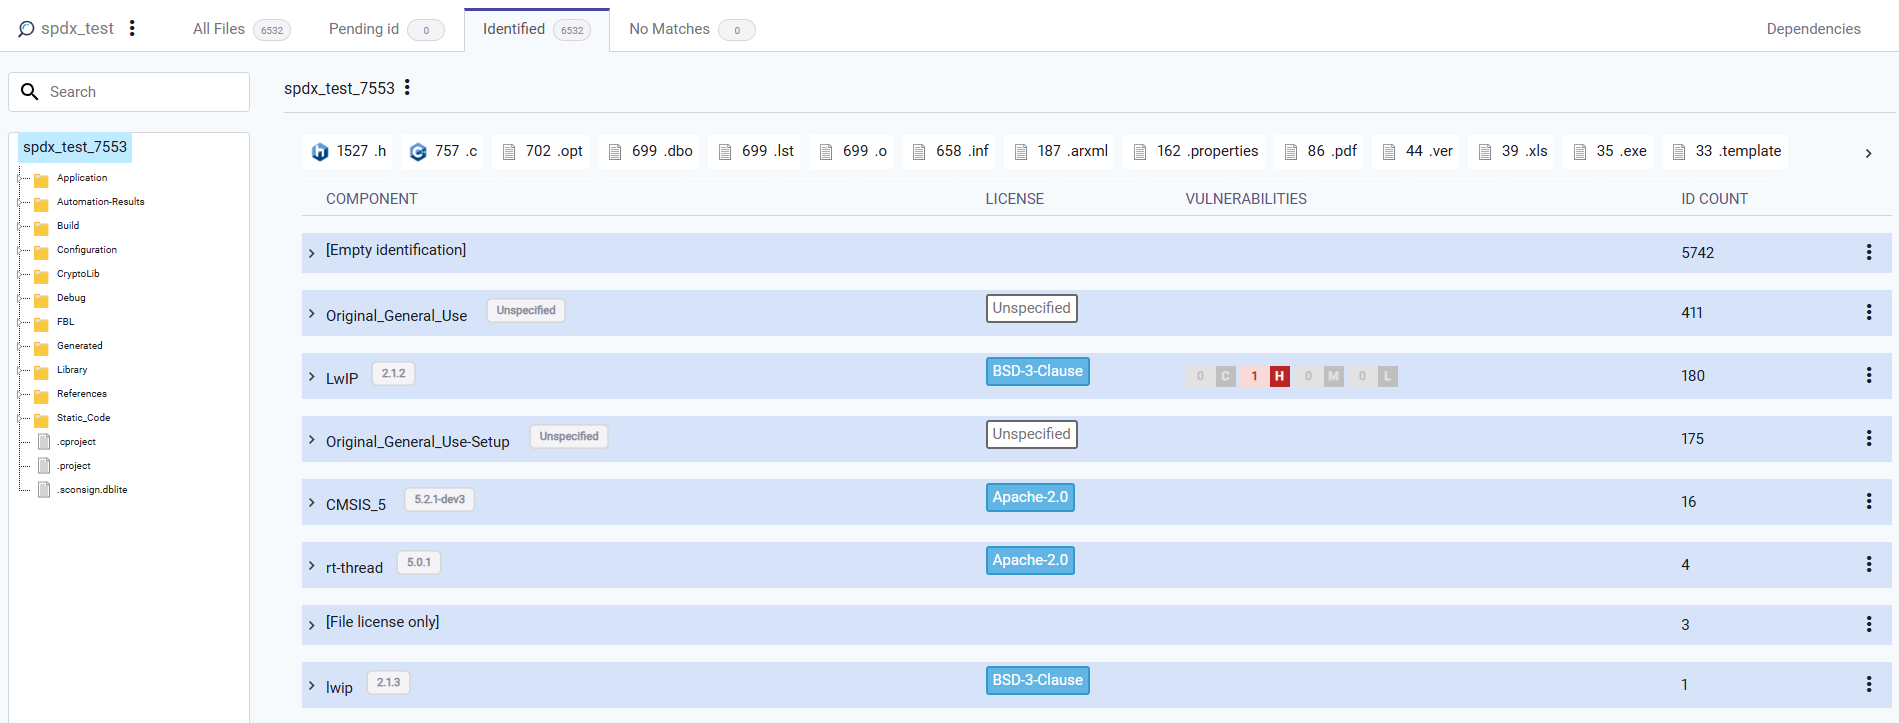 spdx_test All Files 6532 Pending id 0 Identified 6532 No Matches 0 Dependencies
Search
spdx_test_7553
Application
Automation-Results
Build
Configuration
CryptoLib
Debug
FBL
Generated
Library
References
Static_Code
.cproject
.project
.sconsign.dblite
spdx_test_7553
1527 .h 757 .c 702 .opt 699 .dbo 699 .lst 699 .o 658 .inf 187 .arxml 162 .properties 86 .pdf 44 .ver 39 .xls 35 .exe 33 .template
COMPONENT LICENSE VULNERABILITIES ID COUNT
[Empty identification] 5742
Original_General_Use Unspecified Unspecified 411
LwIP 2.1.2 BSD-3-Clause 0 C 1 H 0 M 0 L 180
Original_General_Use-Setup Unspecified Unspecified 175
CMSIS_5 5.2.1-dev3 Apache-2.0 16
rt-thread 5.0.1 Apache-2.0 4
[File license only] 3
lwip 2.1.3 BSD-3-Clause 1